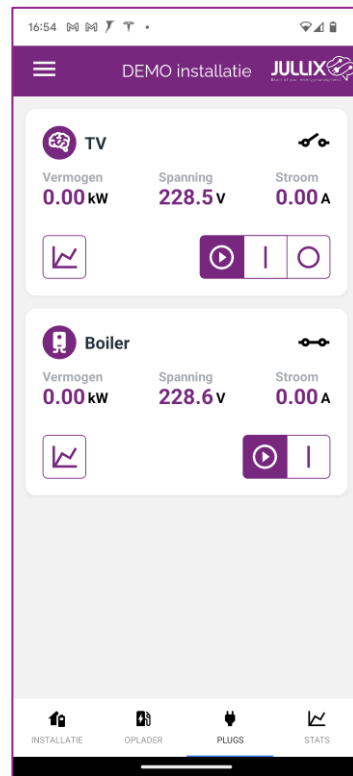 16:54
DEMO installatie JULLIX
TV
Vermogen Spanning Stroom
0.00 kW 228.5 V 0.00 A
Boiler
Vermogen Spanning Stroom
0.00 kW 228.6 V 0.00 A
INSTALLATIE OPLADER PLUGS STATS